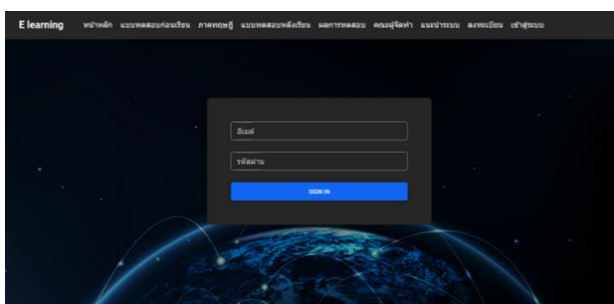 E learning หน้าหลัก แบบทดสอบก่อนเรียน ภาคทฤษฎี แบบทดสอบหลังเรียน ผลการทดสอบ คณะผู้จัดทำ แนะนำระบบ ลงทะเบียน เข้าสู่ระบบ
อีเมล์
รหัสผ่าน
SIGN IN